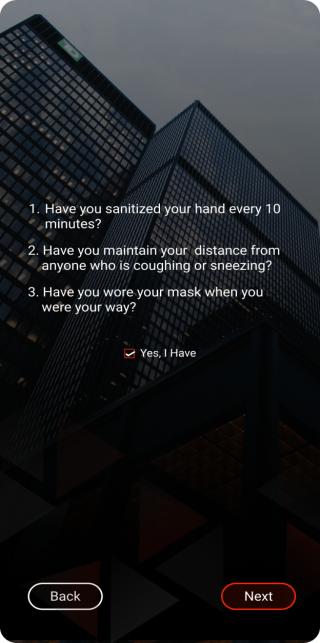 1. Have you sanitized your hand every 10
minutes?
2. Have you maintain your distance from
anyone who is coughing or sneezing?
3. Have you wore your mask when you
were your way?
Yes, I Have
Back
Next